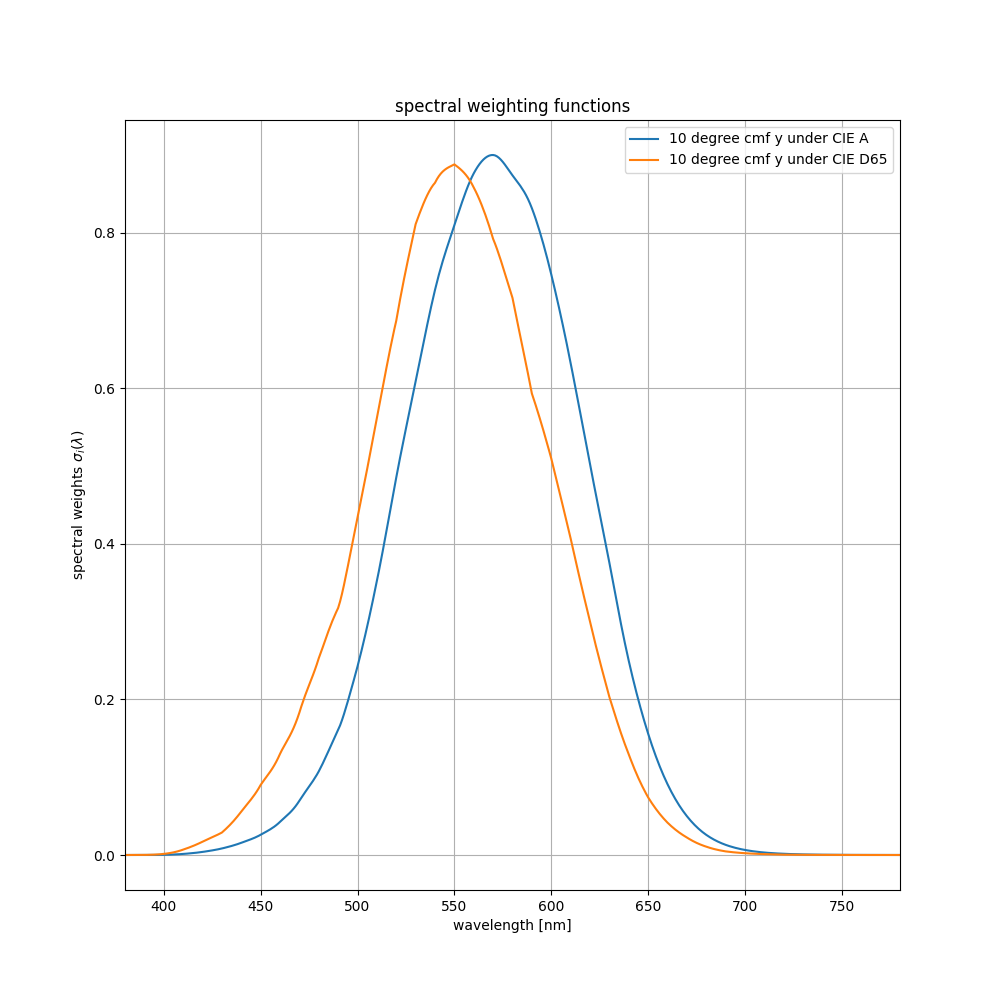 spectral weighting functions
10 degree cmf y under CIE A
10 degree cmf y under CIE D65
spectral weights σᵢ(λ)
0.8
0.6
0.4
0.2
0.0
400 450 500 550 600 650 700 750
wavelength [nm]